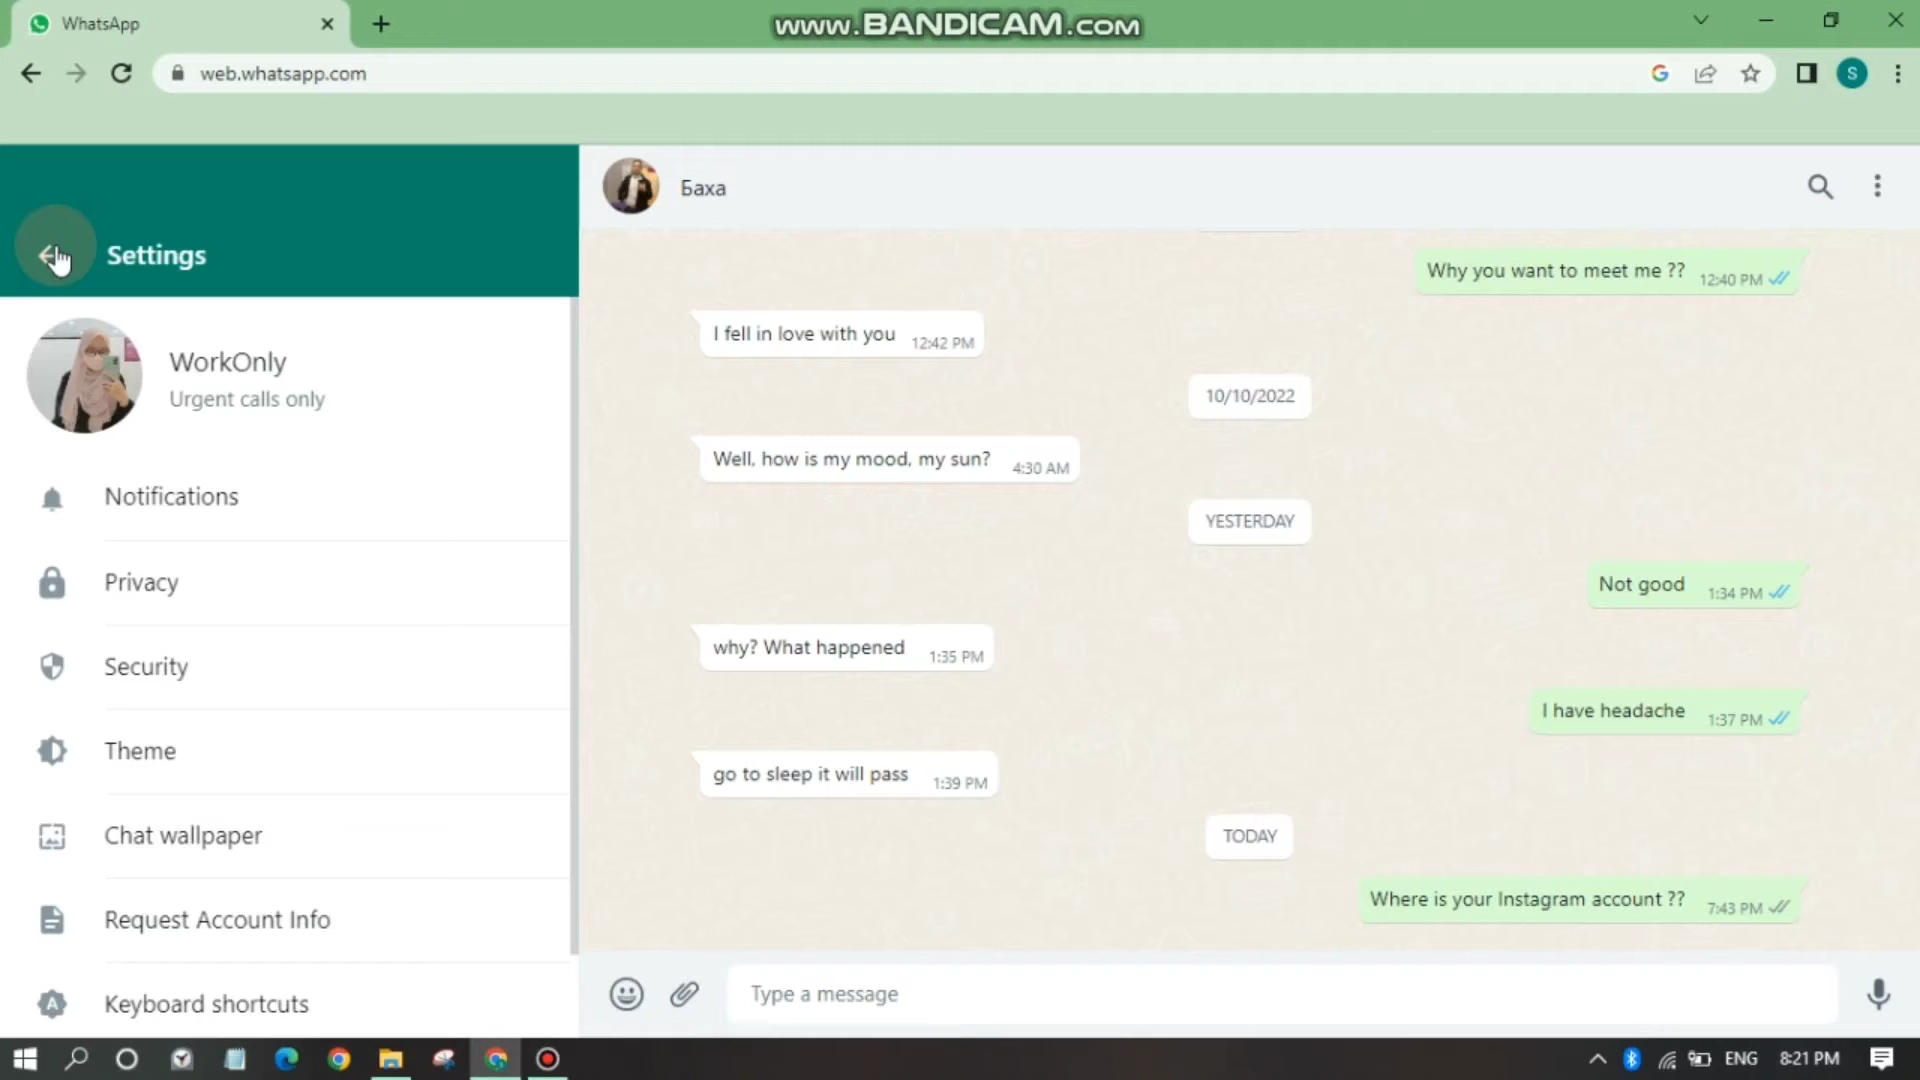 WhatsApp
www.BANDICAM.com
web.whatsapp.com
S
Settings
WorkOnly
Urgent calls only
Notifications
Privacy
Security
Theme
Chat wallpaper
Request Account Info
Keyboard shortcuts
Баха
Why you want to meet me ?? 12:40 PM
I fell in love with you 12:42 PM
10/10/2022
Well, how is my mood, my sun? 4:30 AM
YESTERDAY
Not good 1:34 PM
why? What happened 1:35 PM
I have headache 1:37 PM
go to sleep it will pass 1:39 PM
TODAY
Where is your Instagram account ?? 7:43 PM
Type a message
ENG 8:21 PM